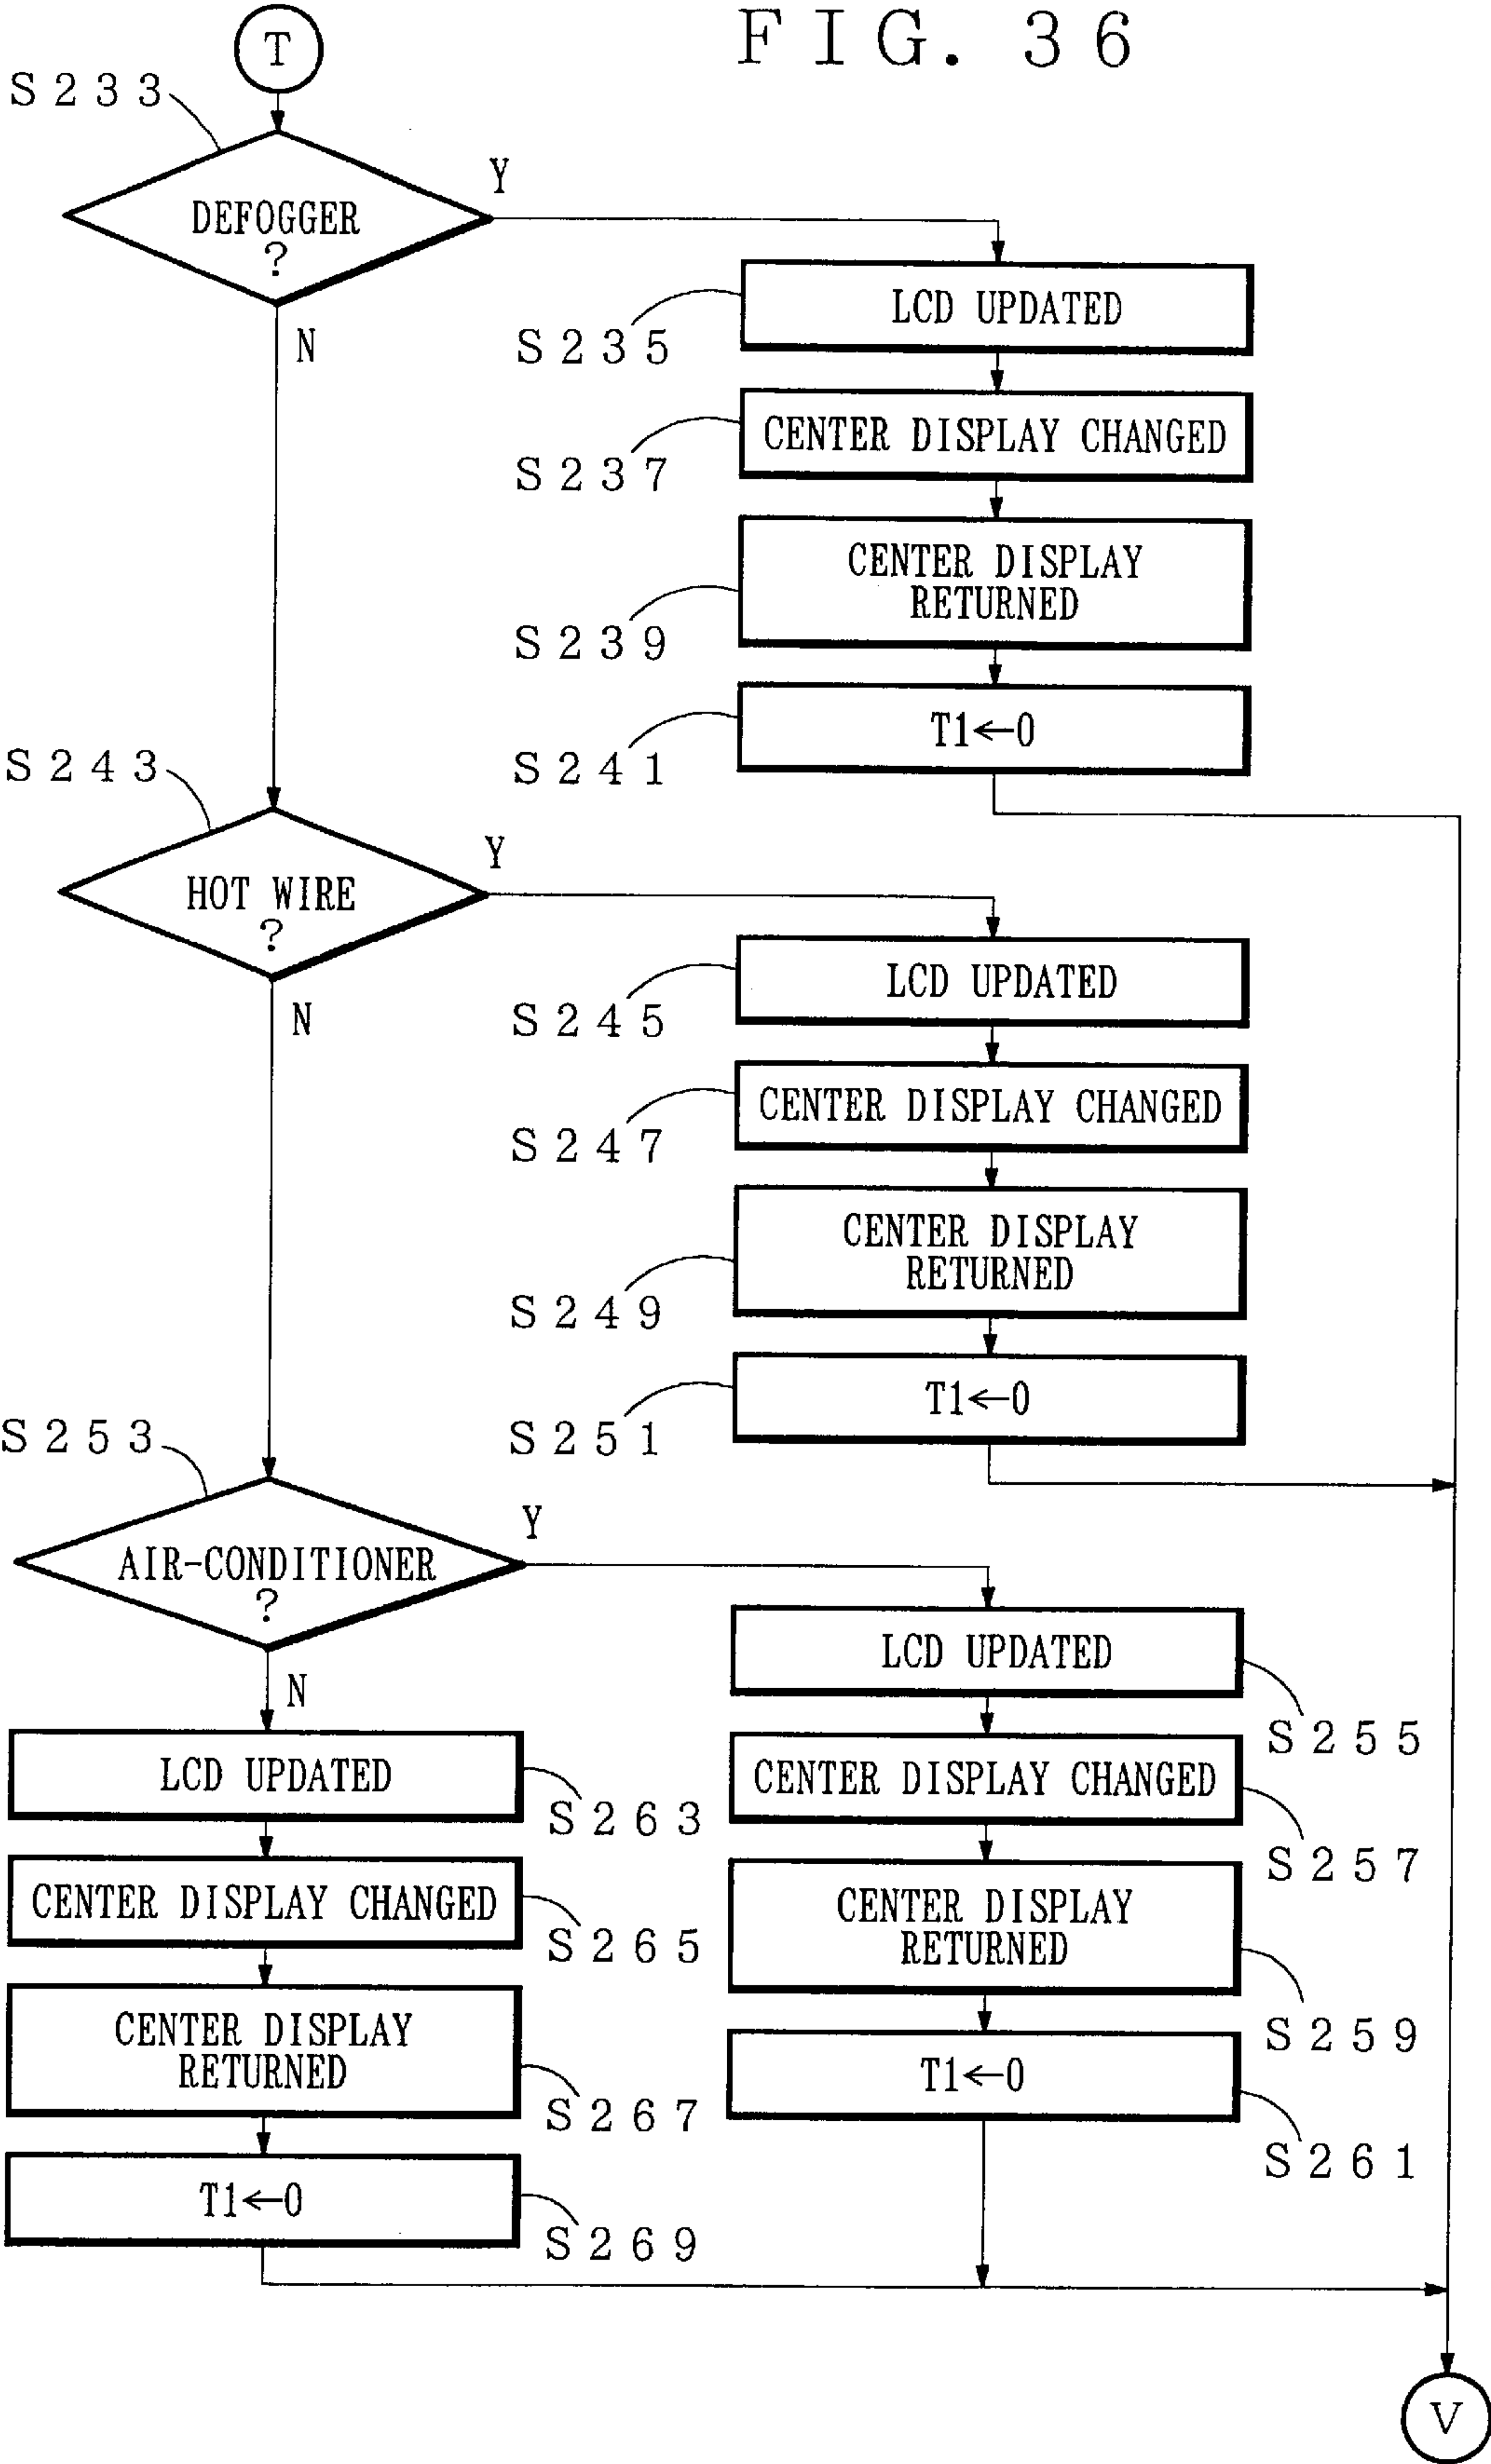 FIG. 36
T
S233
DEFOGGER
?
Y
N
LCD UPDATED
S235
CENTER DISPLAY CHANGED
S237
CENTER DISPLAY
RETURNED
S239
T1←0
S241
S243
HOT WIRE
?
Y
N
LCD UPDATED
S245
CENTER DISPLAY CHANGED
S247
CENTER DISPLAY
RETURNED
S249
T1←0
S251
S253
AIR-CONDITIONER
?
Y
N
LCD UPDATED
S255
CENTER DISPLAY CHANGED
S257
CENTER DISPLAY
RETURNED
S259
T1←0
S261
LCD UPDATED
S263
CENTER DISPLAY CHANGED
S265
CENTER DISPLAY
RETURNED
S267
T1←0
S269
V